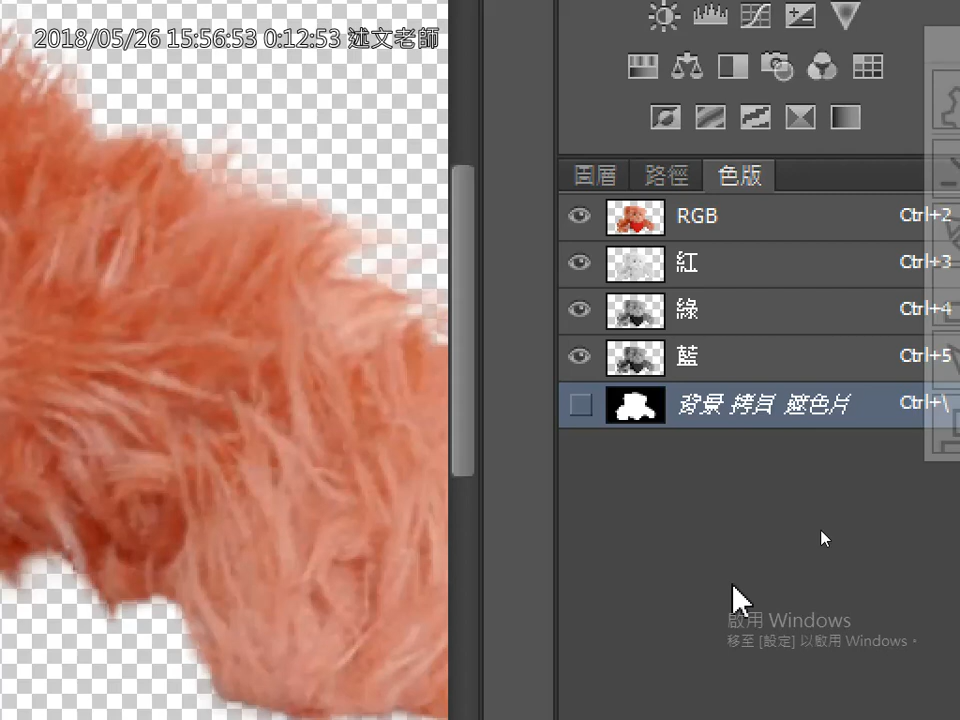 2018/05/26 15:56:53 0:12:53 述文老師
圖層 路徑 色版
RGB Ctrl+2
紅 Ctrl+3
綠 Ctrl+4
藍 Ctrl+5
背景 拷貝 遮色片 Ctrl+\
啟用 Windows
移至 [設定] 以啟用 Windows。